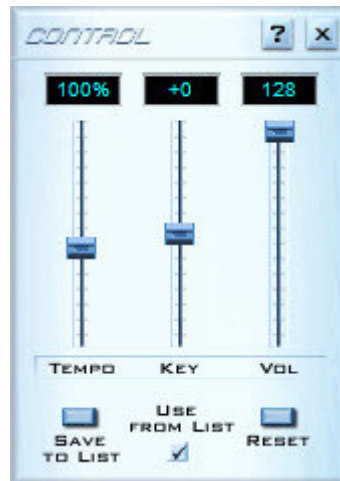 CONTROL ? x
100% +0 128
TEMPO KEY VOL
USE
FROM LIST
SAVE
TO LIST
RESET